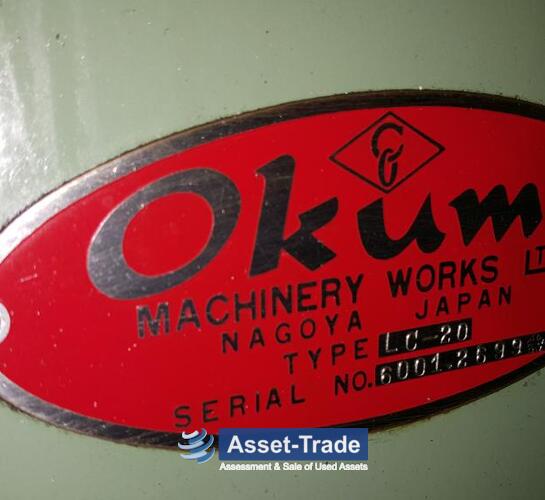 Okum
MACHINERY WORKS LT
NAGOYA JAPAN
TYPE LC-20
SERIAL NO.
Asset-Trade
Assessment & Sale of Used Assets